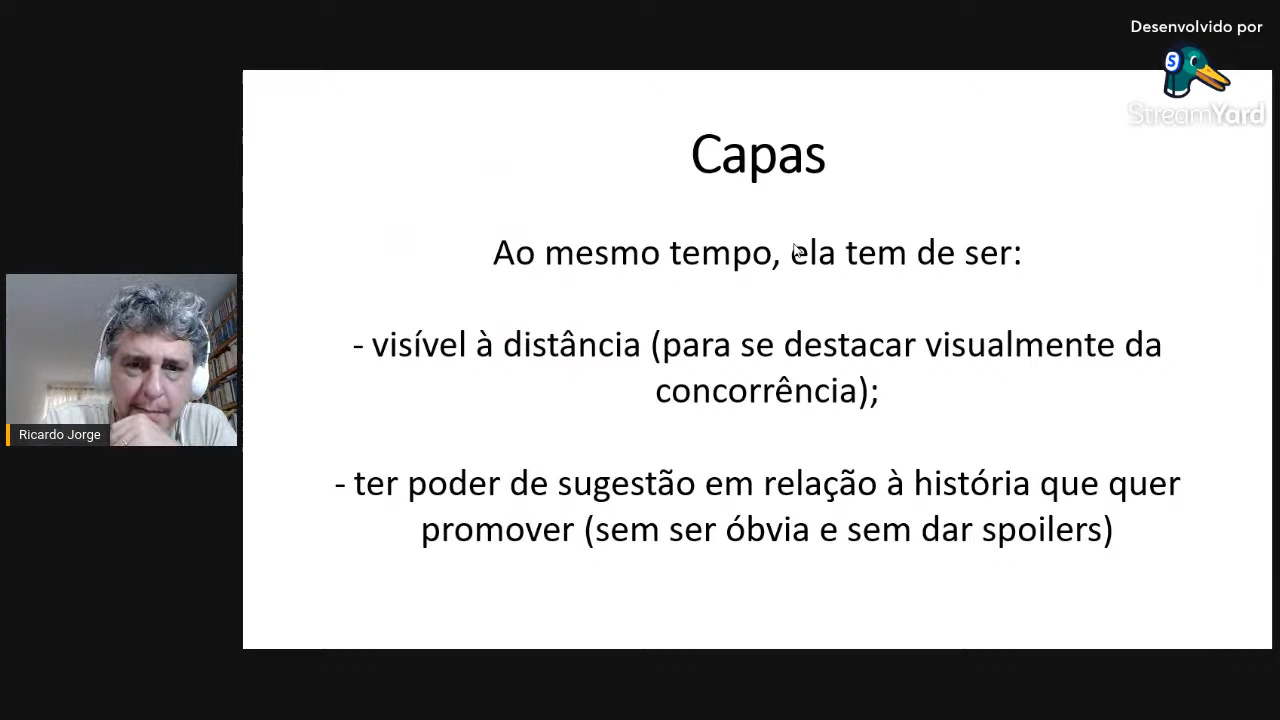 Desenvolvido por
S
StreamYard
Capas
Ao mesmo tempo, ela tem de ser:
- visível à distância (para se destacar visualmente da
concorrência);
- ter poder de sugestão em relação à história que quer
promover (sem ser óbvia e sem dar spoilers)
Ricardo Jorge